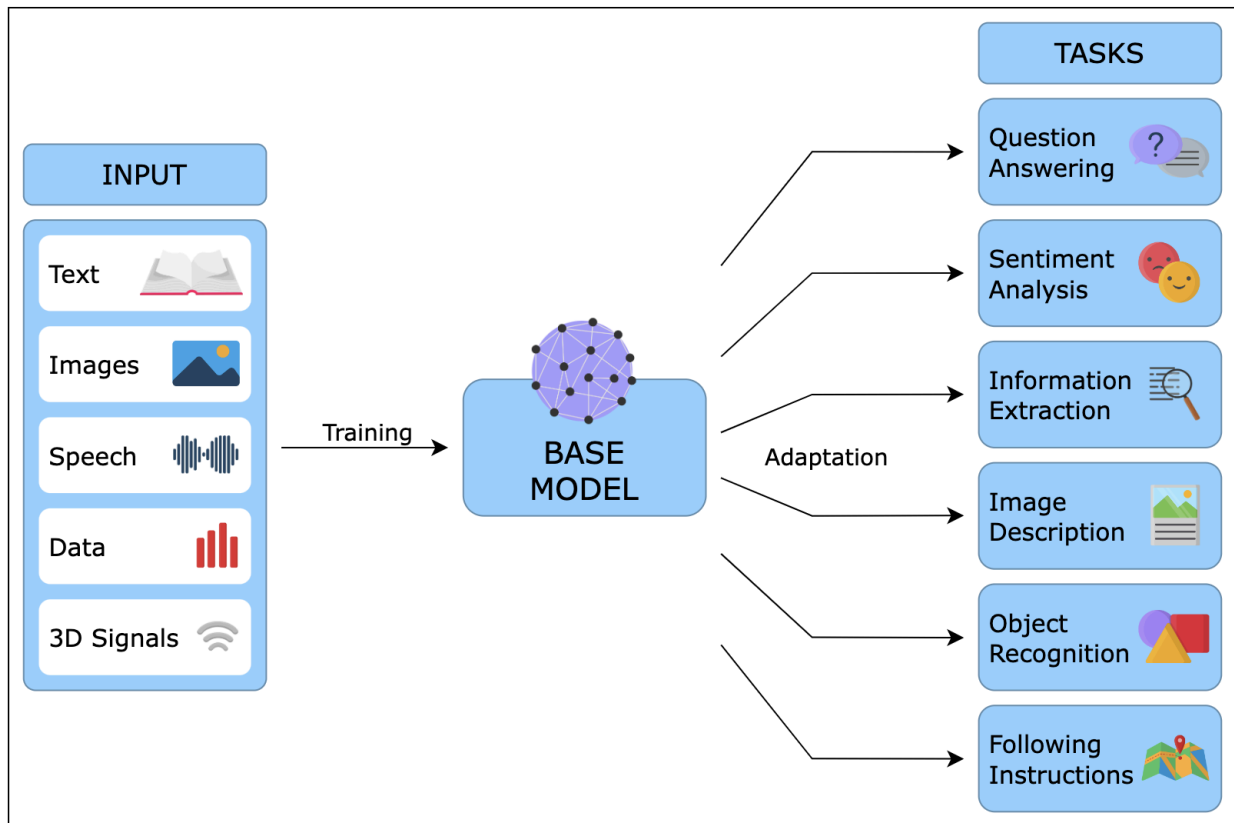 INPUT
Text
Images
Speech
Data
3D Signals
Training
BASE
MODEL
Adaptation
TASKS
Question
Answering
?
Sentiment
Analysis
Information
Extraction
Image
Description
Object
Recognition
Following
Instructions